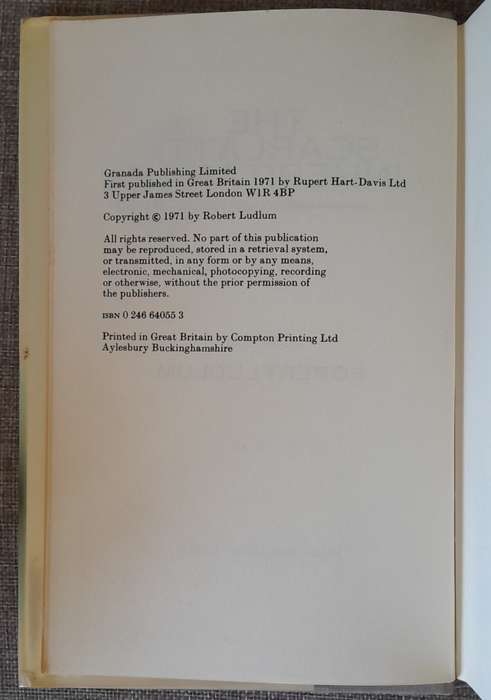 Granada Publishing Limited
First published in Great Britain 1971 by Rupert Hart-Davis Ltd
3 Upper James Street London W1R 4BP
Copyright © 1971 by Robert Ludlum
All rights reserved. No part of this publication
may be reproduced, stored in a retrieval system,
or transmitted, in any form or by any means,
electronic, mechanical, photocopying, recording
or otherwise, without the prior permission of
the publishers.
ISBN 0 246 64055 3
Printed in Great Britain by Compton Printing Ltd
Aylesbury Buckinghamshire